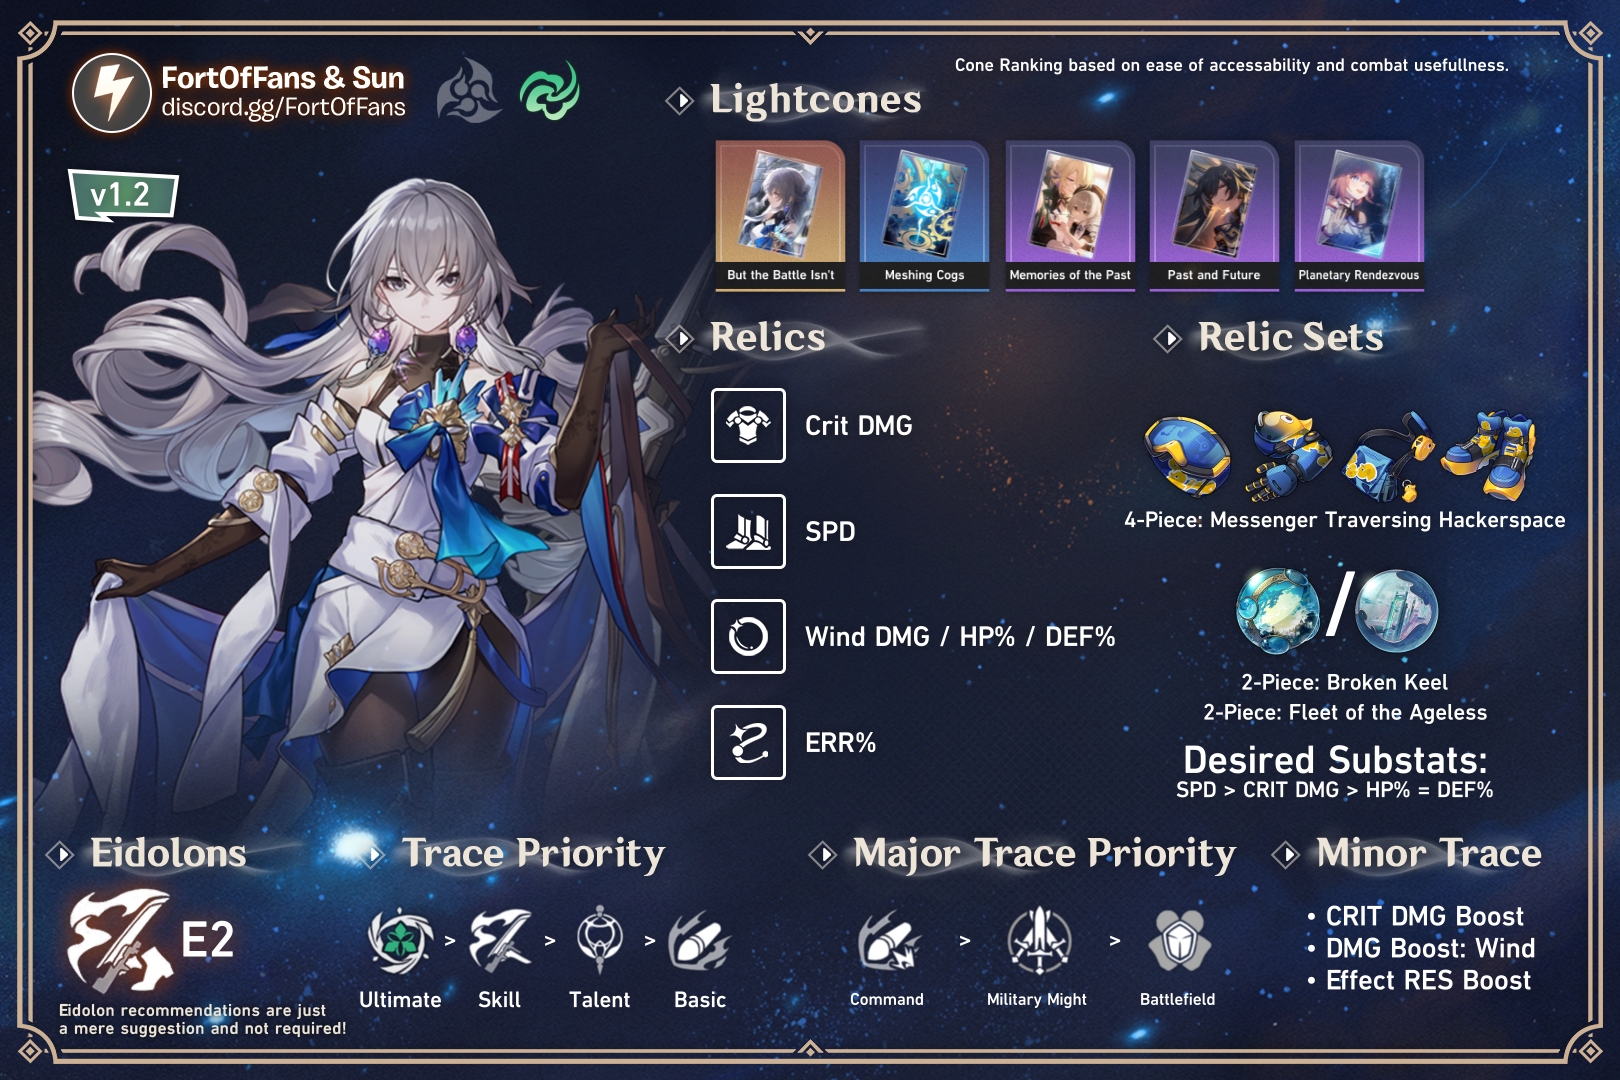 FortOfFans & Sun
discord.gg/FortOfFans
v1.2
Cone Ranking based on ease of accessability and combat usefullness.
Lightcones
But the Battle Isn't
Meshing Cogs
Memories of the Past
Past and Future
Planetary Rendezvous
Relics
Crit DMG
SPD
Wind DMG / HP% / DEF%
ERR%
Relic Sets
4-Piece: Messenger Traversing Hackerspace
/
2-Piece: Broken Keel
2-Piece: Fleet of the Ageless
Desired Substats:
SPD > CRIT DMG > HP% = DEF%
Eidolons
E2
Eidolon recommendations are just
a mere suggestion and not required!
Trace Priority
> > >
Ultimate Skill Talent Basic
Major Trace Priority
> >
Command Military Might Battlefield
Minor Trace
• CRIT DMG Boost
• DMG Boost: Wind
• Effect RES Boost